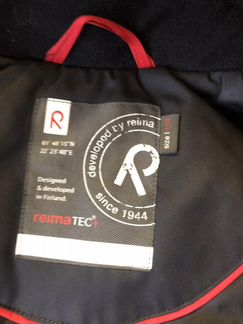 R
61° 48' 15"N
22° 23' 40"E
developed by reima
R
since 1944
Size |
Designed
& developed
in Finland.
reimaTEC+